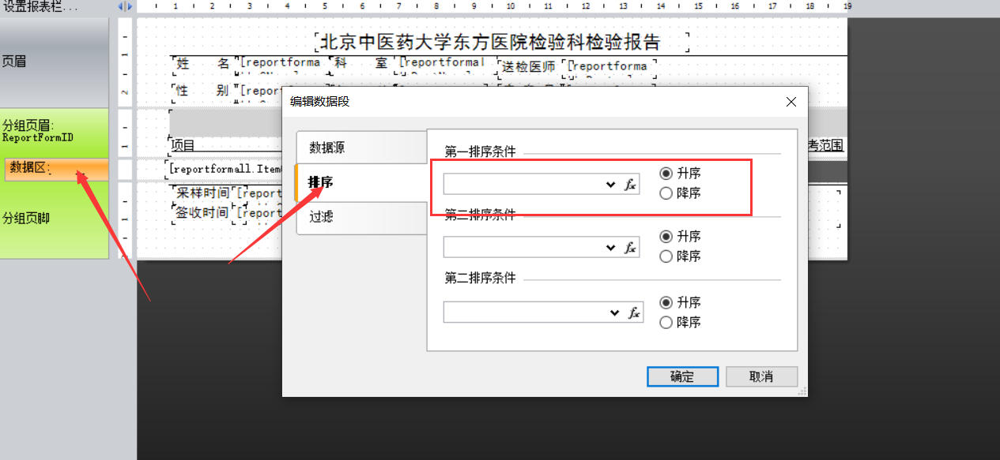 设置报表栏...
1 2 3 4 5 6 7 8 9 10 11 12 13 14 15 16 17 18 19
页眉
北京中医药大学东方医院检验科检验报告
姓 名 [reportforma 科 室 [reportformal 送检医师 [reportforma
1
2
性 别 [repor
编辑数据段
分组页眉:
ReportFormID
数据源
第一排序条件
项目
考范围
1
数据区:
[reportformall.Item
排序
升序
降序
采样时间 [report
签收时间 [report
分组页脚
过滤
第二排序条件
1
升序
降序
第二排序条件
升序
降序
确定 取消